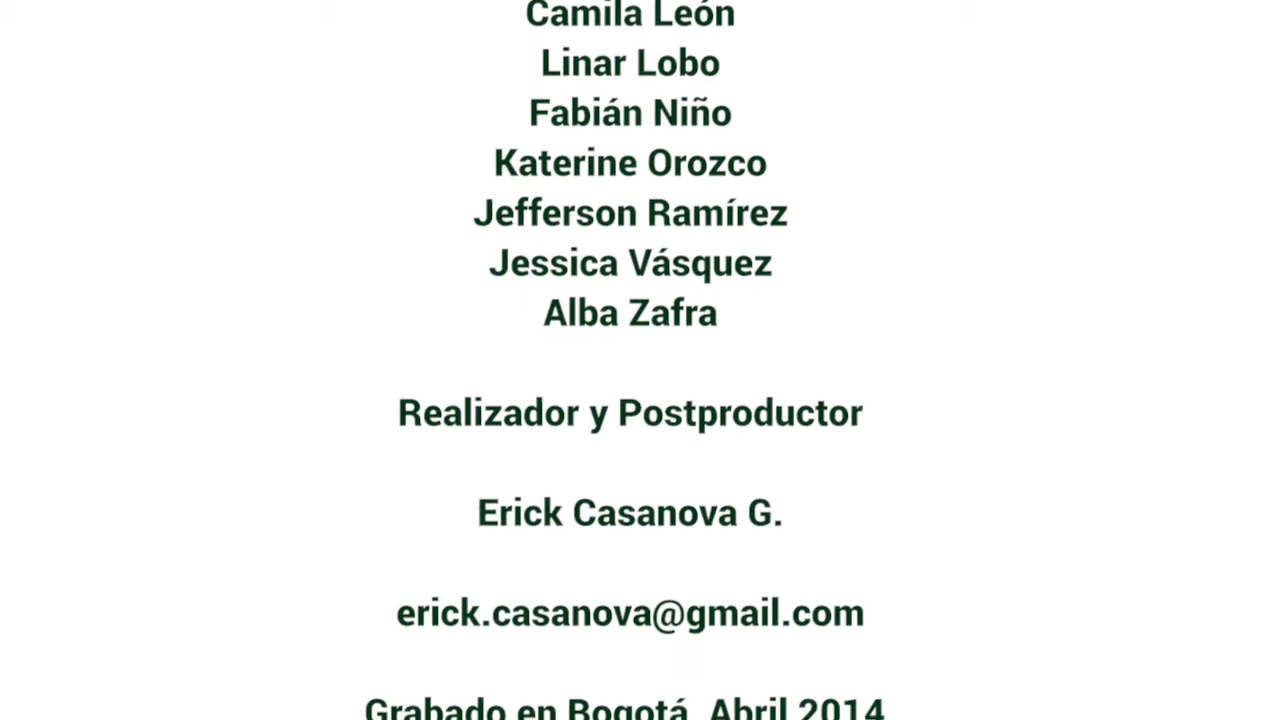 Camila León
Linar Lobo
Fabián Niño
Katerine Orozco
Jefferson Ramírez
Jessica Vásquez
Alba Zafra
Realizador y Postproductor
Erick Casanova G.
erick.casanova@gmail.com
Grabado en Bogotá, Abril 2014